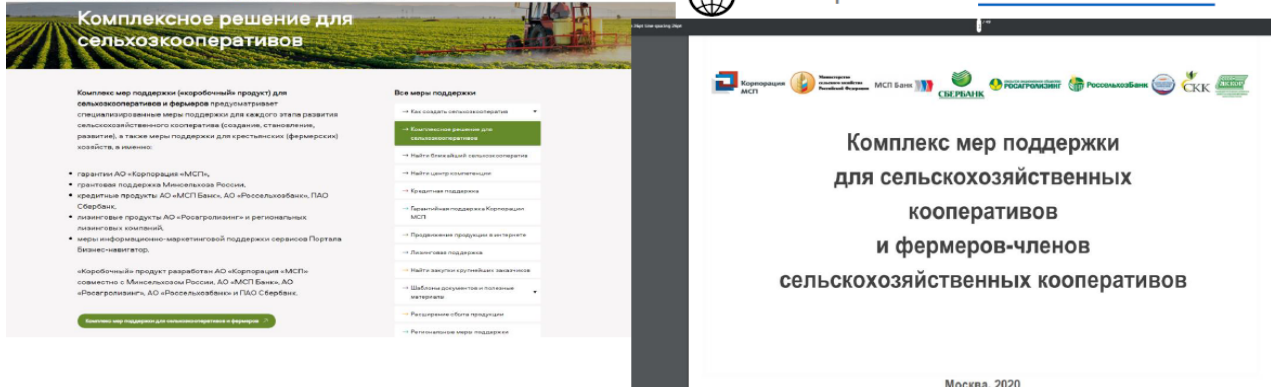 Комплексное решение для
сельхозкооперативов
Комплекс мер поддержки («коробочный» продукт) для
сельхозкооперативов и фермеров предусматривает
специализированные меры поддержки для каждого этапа развития
сельскохозяйственного кооператива (создание, становление,
развитие), а также меры поддержки для крестьянских (фермерских)
хозяйств, а именно:
гарантии АО «Корпорация «МСП»,
грантовая поддержка Минсельхоза России,
кредитные продукты АО «МСП Банк», АО «Россельхозбанк», ПАО
Сбербанк,
лизинговые продукты АО «Росагролизинг» и региональных
лизинговых компаний,
меры информационно-маркетинговой поддержки сервисов Портала
Бизнес-навигатор.
«Коробочный» продукт разработан АО «Корпорация «МСП»
совместно с Минсельхозом России, АО «МСП Банк», АО
«Росагролизинг», АО «Россельхозбанк» и ПАО Сбербанк.
Комплекс мер поддержки для сельхозкооперативов и фермеров
Все меры поддержки
→ Как создать сельхозкооператив
→ Комплексное решение для
сельхозкооперативов
→ Найти ближайший сельхозкооператив
→ Найти центр компетенции
→ Кредитная поддержка
→ Гарантийная поддержка Корпорации
МСП
→ Продвижение продукции в интернете
→ Лизинговая поддержка
→ Найти закупки крупнейших заказчиков
→ Шаблоны документов и полезные
материалы
→ Расширение сбыта продукции
→ Региональные меры поддержки
Корпорация
МСП
Министерство
сельского хозяйства
Российской Федерации
МСП Банк
СБЕРБАНК
РОСАГРОЛИЗИНГ
РоссельхозБанк
СКК
АККОР
Комплекс мер поддержки
для сельскохозяйственных
кооперативов
и фермеров-членов
сельскохозяйственных кооперативов
Москва, 2020